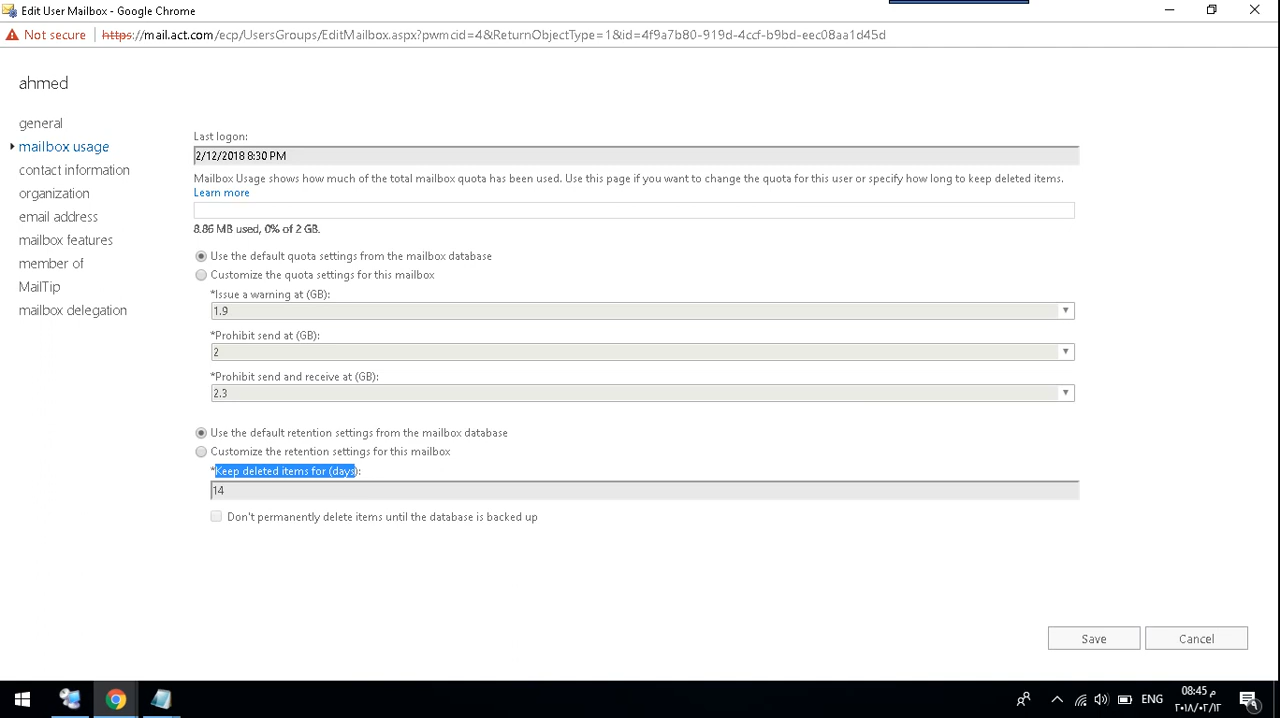 Edit User Mailbox - Google Chrome
Not secure | https://mail.act.com/ecp/UsersGroups/EditMailbox.aspx?pwmcid=4&ReturnObjectType=1&id=4f9a7b80-919d-4ccf-b9bd-eec08aa1d45d
ahmed
general
mailbox usage
contact information
organization
email address
mailbox features
member of
MailTip
mailbox delegation
Last logon:
2/12/2018 8:30 PM
Mailbox Usage shows how much of the total mailbox quota has been used. Use this page if you want to change the quota for this user or specify how long to keep deleted items.
Learn more
8.86 MB used, 0% of 2 GB.
Use the default quota settings from the mailbox database
Customize the quota settings for this mailbox
*Issue a warning at (GB):
1.9
*Prohibit send at (GB):
2
*Prohibit send and receive at (GB):
2.3
Use the default retention settings from the mailbox database
Customize the retention settings for this mailbox
*Keep deleted items for (days):
14
Don't permanently delete items until the database is backed up
Save
Cancel
ENG
08:45 م
٢٠١٨/٠٢/١٢
٩